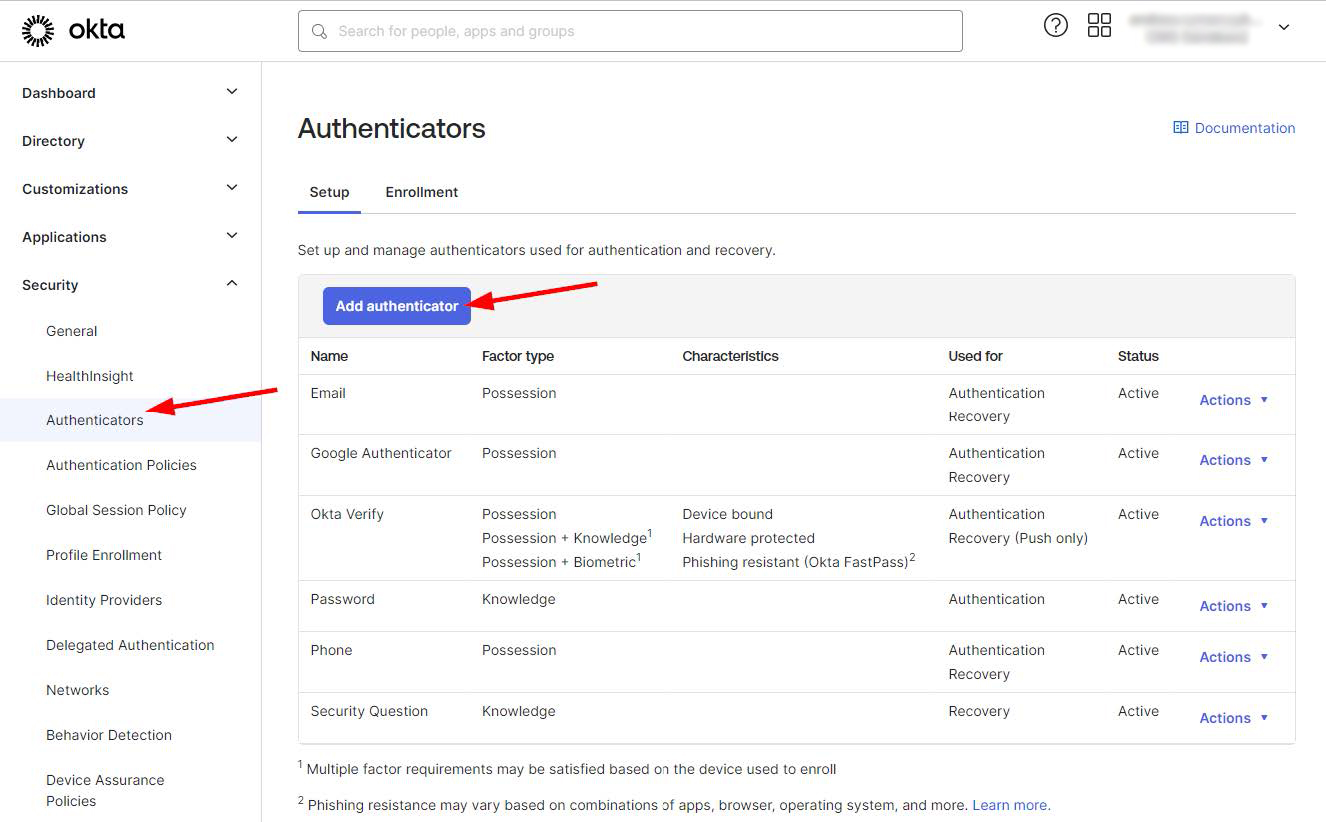 okta
Search for people, apps and groups
Dashboard
Directory
Customizations
Applications
Security
General
HealthInsight
Authenticators
Authentication Policies
Global Session Policy
Profile Enrollment
Identity Providers
Delegated Authentication
Networks
Behavior Detection
Device Assurance
Policies
Authenticators
Documentation
Setup Enrollment
Set up and manage authenticators used for authentication and recovery.
Add authenticator
Name Factor type Characteristics Used for Status
Email Possession Authentication Active Actions
Recovery
Google Authenticator Possession Authentication Active Actions
Recovery
Okta Verify Possession Device bound Authentication Active Actions
Possession + Knowledge¹ Hardware protected Recovery (Push only)
Possession + Biometric¹ Phishing resistant (Okta FastPass)²
Password Knowledge Authentication Active Actions
Phone Possession Authentication Active Actions
Recovery
Security Question Knowledge Recovery Active Actions
¹ Multiple factor requirements may be satisfied based on the device used to enroll
² Phishing resistance may vary based on combinations of apps, browser, operating system, and more. Learn more.